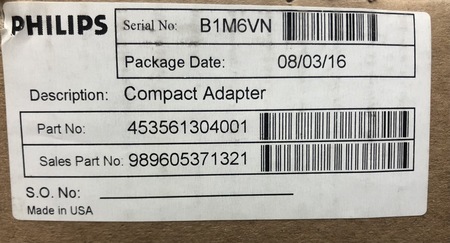 PHILIPS
Serial No: B1M6VN
Package Date: 08/03/16
Description: Compact Adapter
Part No: 453561304001
Sales Part No: 989605371321
S.O. No:
Made in USA